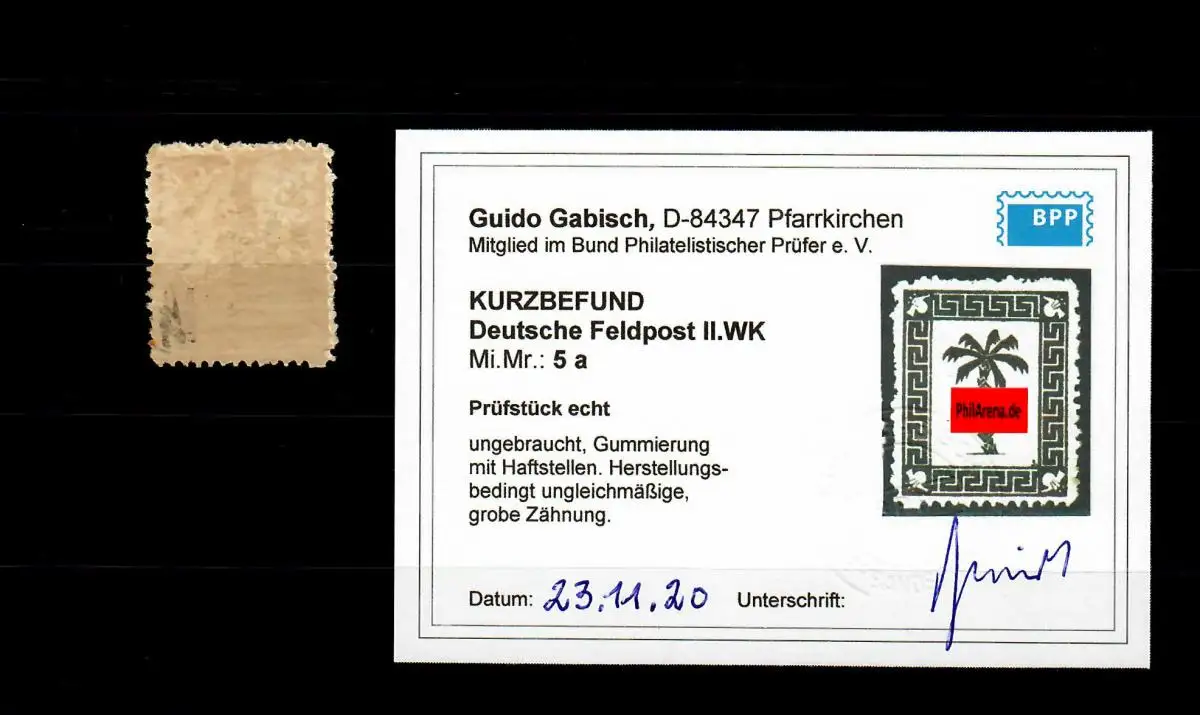 Guido Gabisch, D-84347 Pfarrkirchen
Mitglied im Bund Philatelistischer Prüfer e. V.
BPP
KURZBEFUND
Deutsche Feldpost II.WK
Mi.Mr.: 5 a
Prüfstück echt
ungebraucht, Gummierung
mit Haftstellen. Herstellungs-
bedingt ungleichmäßige,
grobe Zähnung.
PhilArena.de
Datum: 23.11.20 Unterschrift: